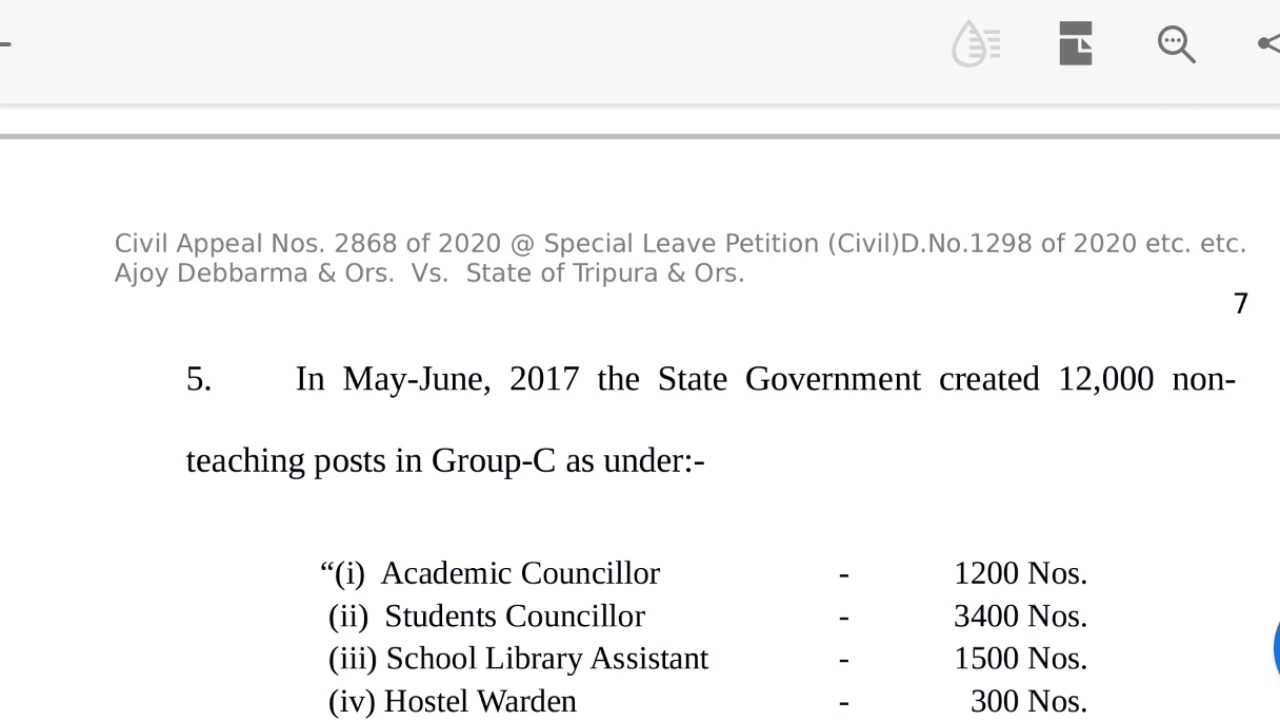 Civil Appeal Nos. 2868 of 2020 @ Special Leave Petition (Civil)D.No.1298 of 2020 etc. etc.
Ajoy Debbarma & Ors.  Vs.  State of Tripura & Ors.
7
5. In May-June, 2017 the State Government created 12,000 non-
teaching posts in Group-C as under:-
“(i) Academic Councillor - 1200 Nos.
(ii) Students Councillor - 3400 Nos.
(iii) School Library Assistant - 1500 Nos.
(iv) Hostel Warden - 300 Nos.